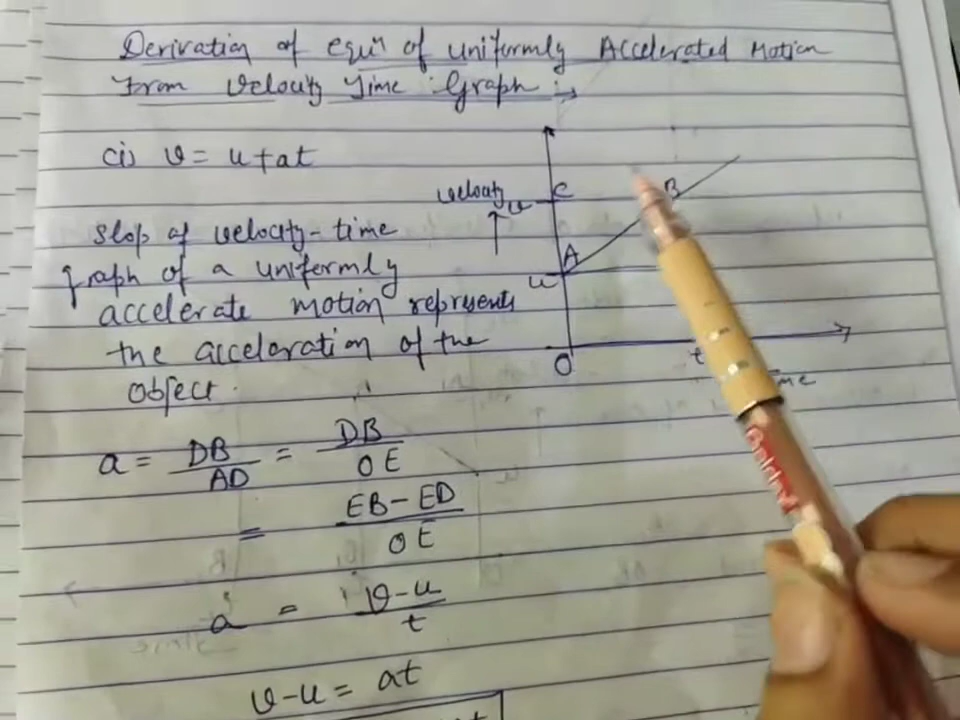 Derivation of equn of uniformly Accelerated Motion
From Velocity Time Graph :→
(i) v = u + at
Slop of velocity-time
graph of a uniformly
accelerate motion represents
the acceleration of the
object.
a = DB/AD = DB/OE
= EB - ED / OE
a = v-u/t
v-u = at
velocity
v
C
B
A
u
O
t